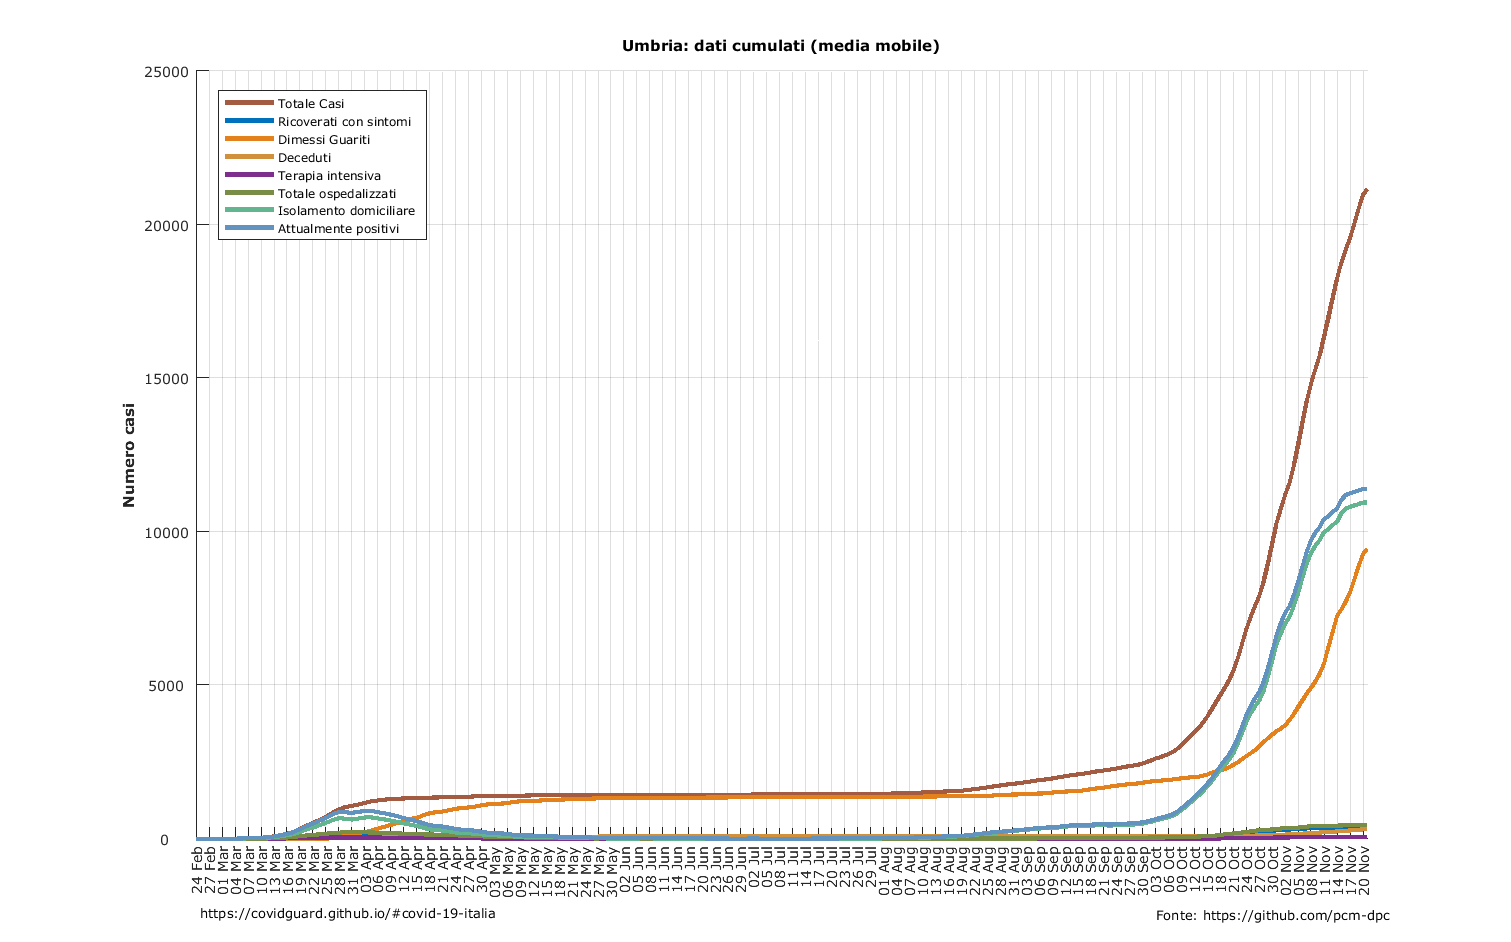 Umbria: dati cumulati (media mobile)
25000
20000
15000
10000
5000
0
Numero casi
Totale Casi
Ricoverati con sintomi
Dimessi Guariti
Deceduti
Terapia intensiva
Totale ospedalizzati
Isolamento domiciliare
Attualmente positivi
24 Feb
27 Feb
01 Mar
04 Mar
07 Mar
10 Mar
13 Mar
16 Mar
19 Mar
22 Mar
25 Mar
28 Mar
31 Mar
03 Apr
06 Apr
09 Apr
12 Apr
15 Apr
18 Apr
21 Apr
24 Apr
27 Apr
30 Apr
03 May
06 May
09 May
12 May
15 May
18 May
21 May
24 May
27 May
30 May
02 Jun
05 Jun
08 Jun
11 Jun
14 Jun
17 Jun
20 Jun
23 Jun
26 Jun
29 Jun
02 Jul
05 Jul
08 Jul
11 Jul
14 Jul
17 Jul
20 Jul
23 Jul
26 Jul
29 Jul
01 Aug
04 Aug
07 Aug
10 Aug
13 Aug
16 Aug
19 Aug
22 Aug
25 Aug
28 Aug
31 Aug
03 Sep
06 Sep
09 Sep
12 Sep
15 Sep
18 Sep
21 Sep
24 Sep
27 Sep
30 Sep
03 Oct
06 Oct
09 Oct
12 Oct
15 Oct
18 Oct
21 Oct
24 Oct
27 Oct
30 Oct
02 Nov
05 Nov
08 Nov
11 Nov
14 Nov
17 Nov
20 Nov
https://covidguard.github.io/#covid-19-italia
Fonte: https://github.com/pcm-dpc